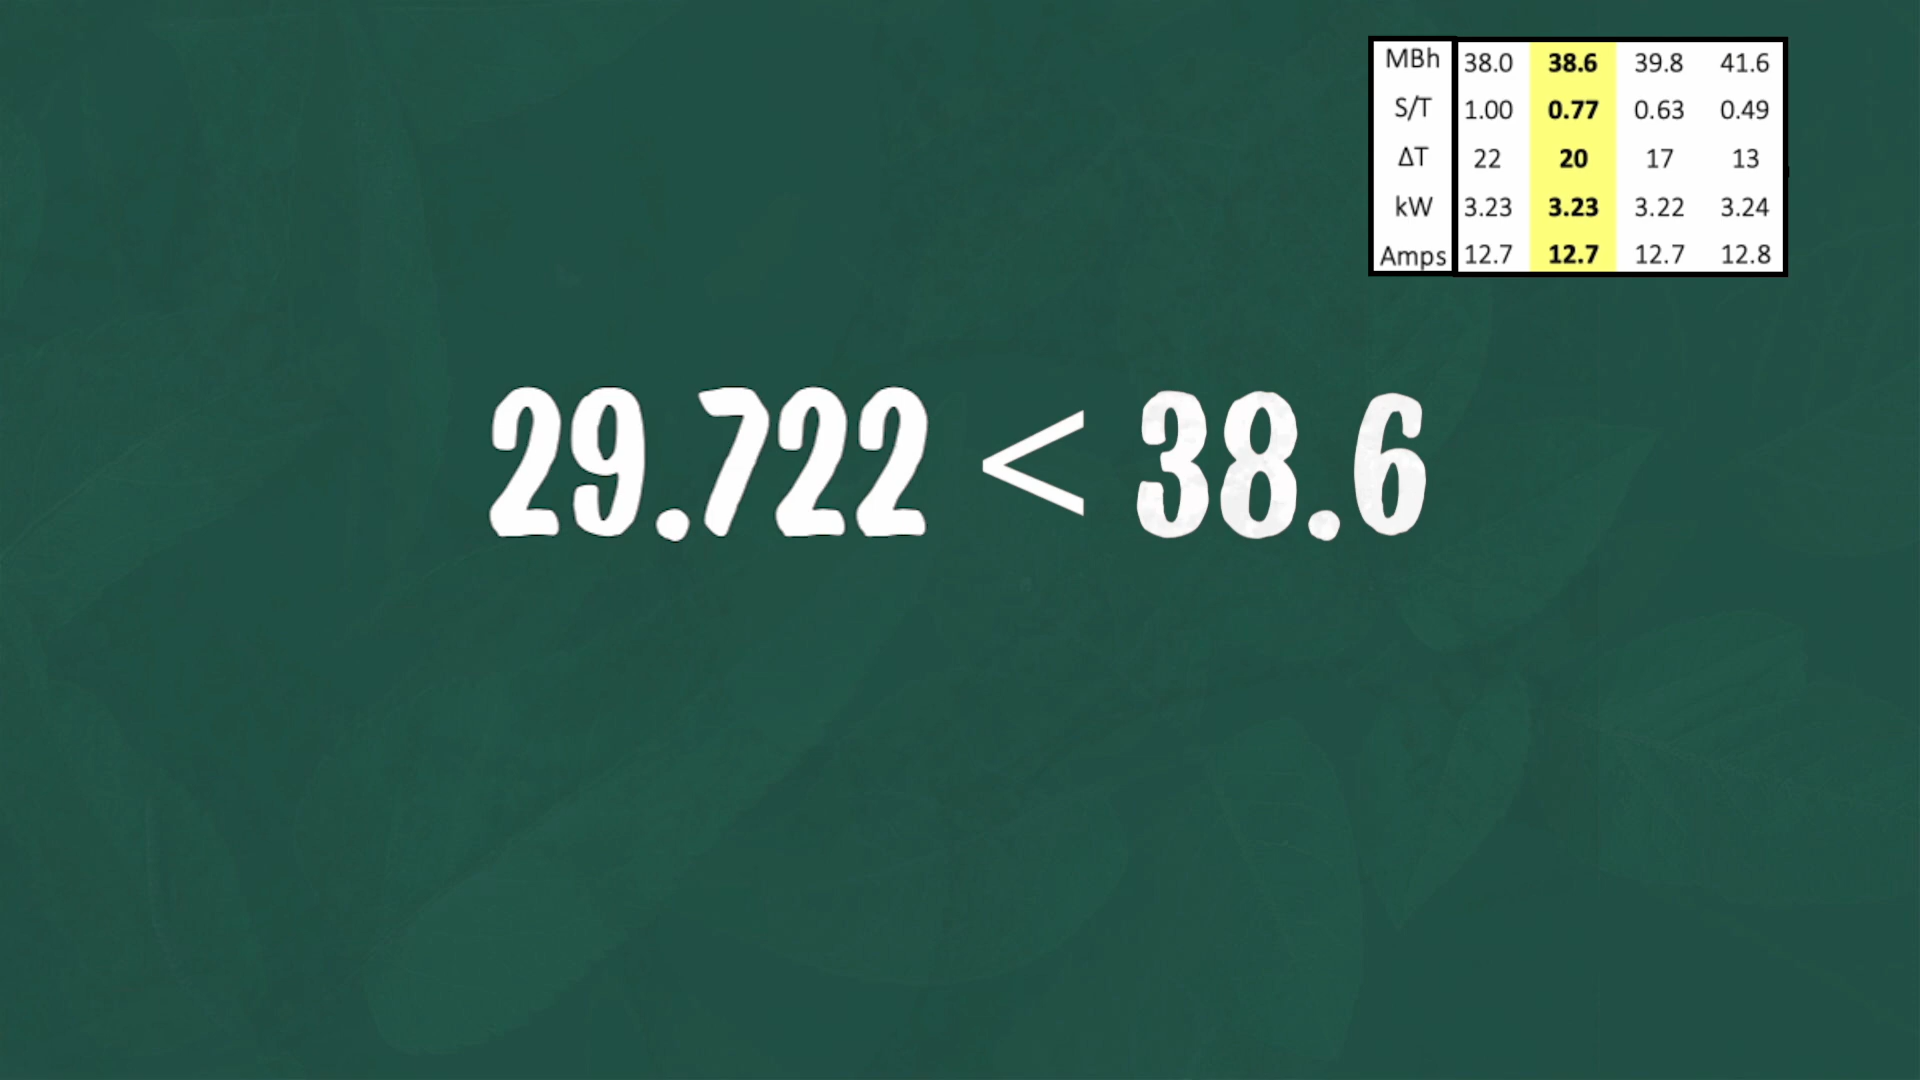 MBh 38.0 38.6 39.8 41.6
S/T 1.00 0.77 0.63 0.49
ΔT 22 20 17 13
kW 3.23 3.23 3.22 3.24
Amps 12.7 12.7 12.7 12.8
29.722 < 38.6